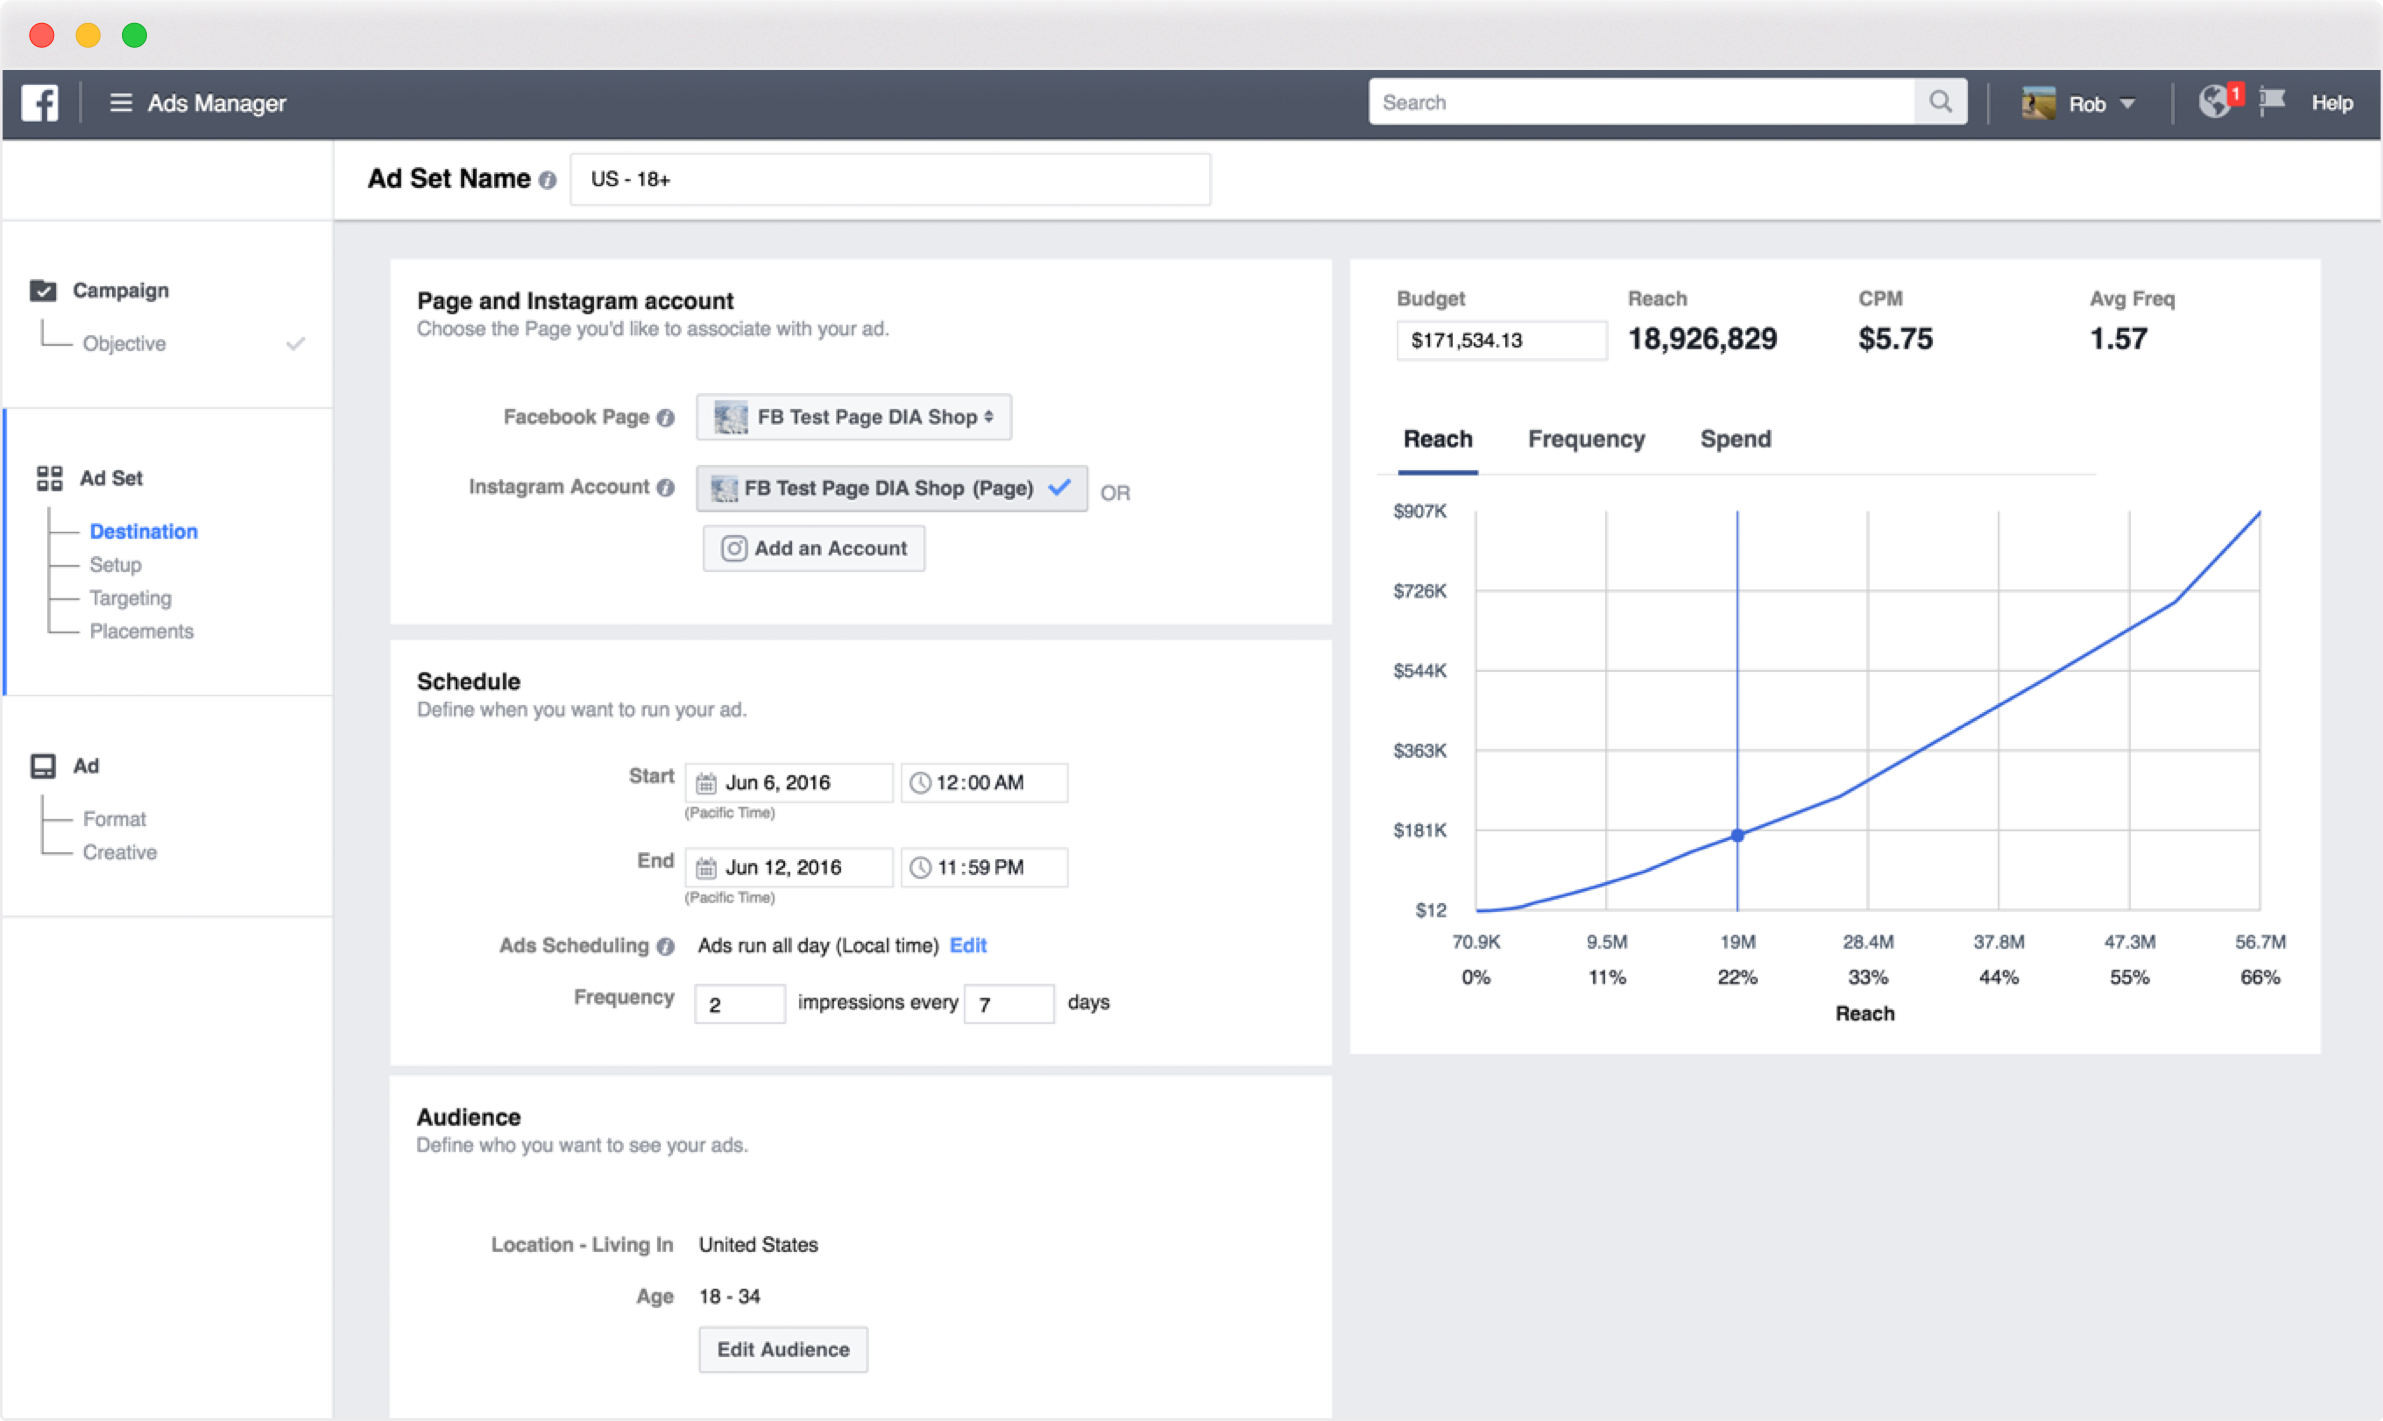 Ads Manager
Search
Rob
1
Help
Ad Set Name
US - 18+
Campaign
Objective
Ad Set
Destination
Setup
Targeting
Placements
Ad
Format
Creative
Page and Instagram account
Choose the Page you'd like to associate with your ad.
Facebook Page
FB Test Page DIA Shop
Instagram Account
FB Test Page DIA Shop (Page)
OR
Add an Account
Schedule
Define when you want to run your ad.
Start
Jun 6, 2016
12:00 AM
(Pacific Time)
End
Jun 12, 2016
11:59 PM
(Pacific Time)
Ads Scheduling
Ads run all day (Local time) Edit
Frequency
2 impressions every 7 days
Audience
Define who you want to see your ads.
Location - Living In
United States
Age
18 - 34
Edit Audience
Budget
$171,534.13
Reach
18,926,829
CPM
$5.75
Avg Freq
1.57
Reach
Frequency
Spend
$907K
$726K
$544K
$363K
$181K
$12
70.9K 9.5M 19M 28.4M 37.8M 47.3M 56.7M
0% 11% 22% 33% 44% 55% 66%
Reach